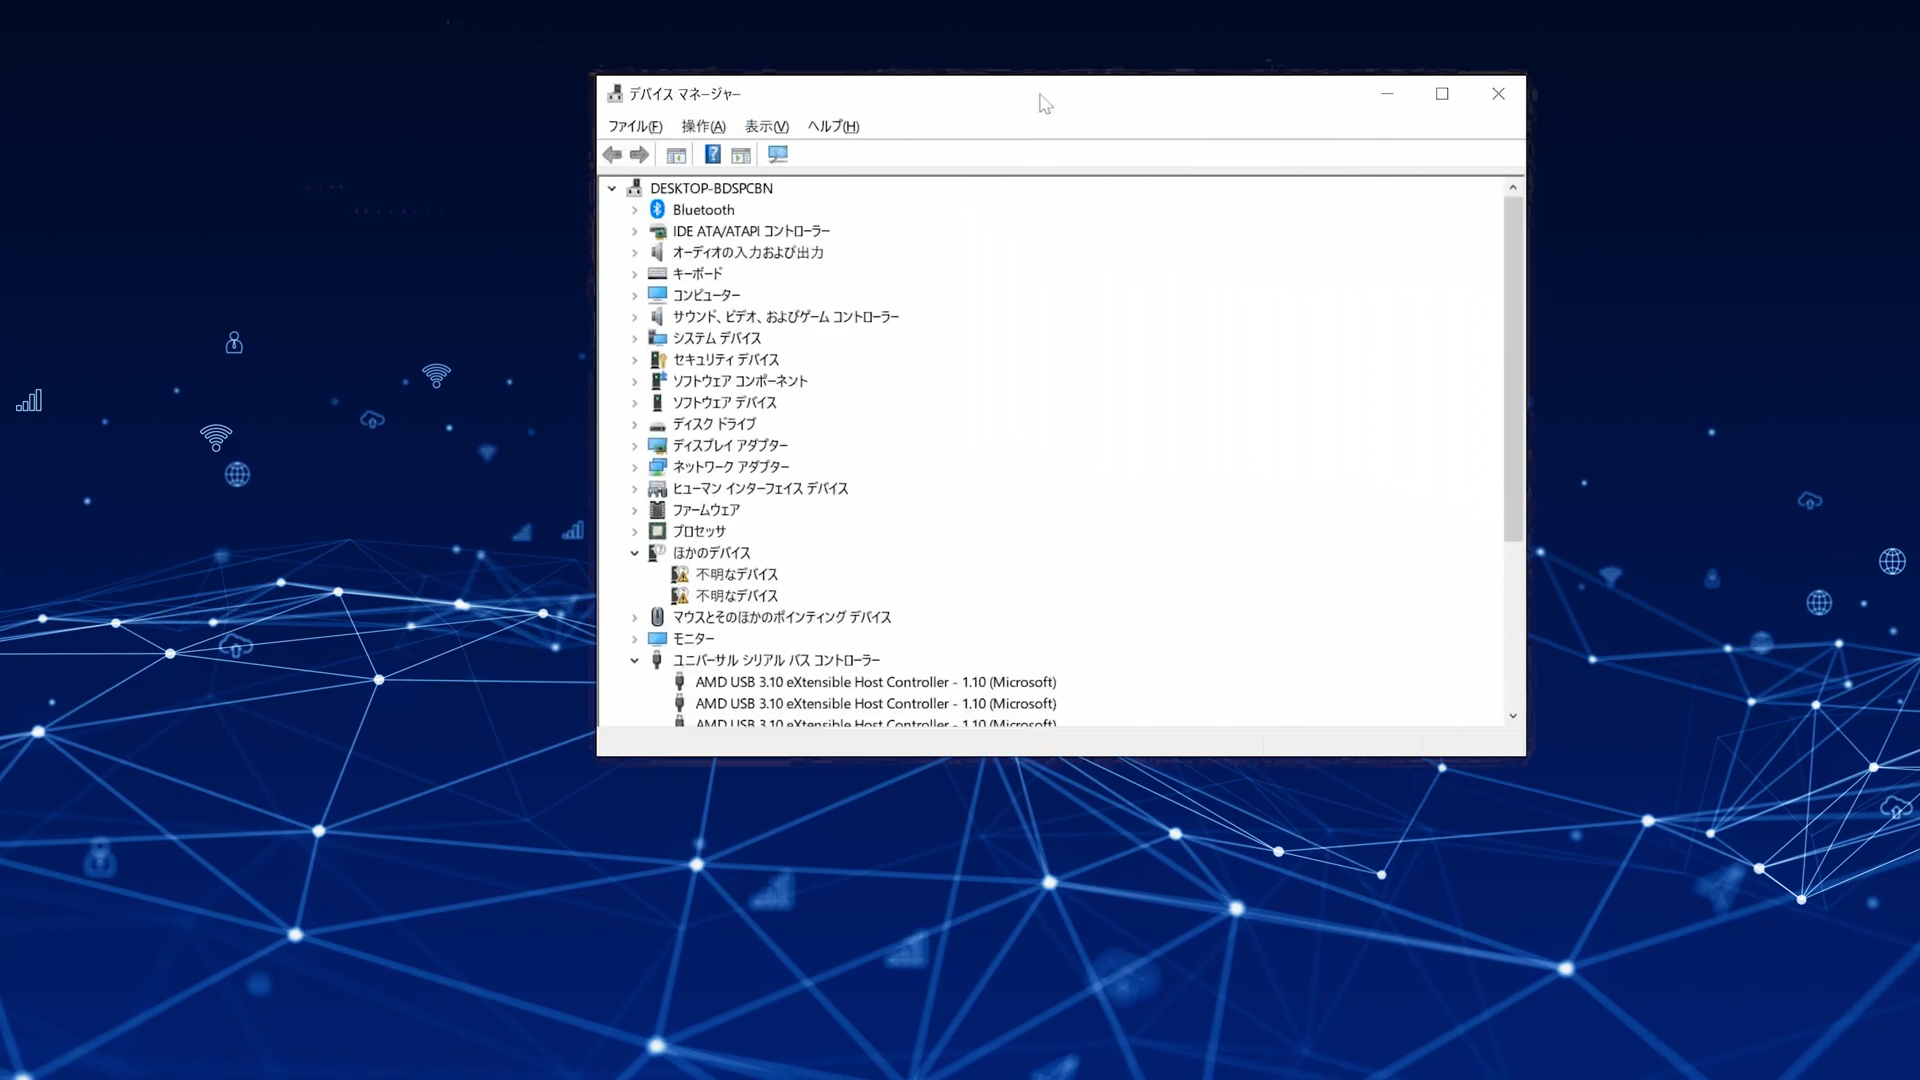 デバイス マネージャー
ファイル(F) 操作(A) 表示(V) ヘルプ(H)
DESKTOP-BDSPCBN
Bluetooth
IDE ATA/ATAPI コントローラー
オーディオの入力および出力
キーボード
コンピューター
サウンド、ビデオ、およびゲーム コントローラー
システム デバイス
セキュリティ デバイス
ソフトウェア コンポーネント
ソフトウェア デバイス
ディスク ドライブ
ディスプレイ アダプター
ネットワーク アダプター
ヒューマン インターフェイス デバイス
ファームウェア
プロセッサ
ほかのデバイス
不明なデバイス
不明なデバイス
マウスとそのほかのポインティング デバイス
モニター
ユニバーサル シリアル バス コントローラー
AMD USB 3.10 eXtensible Host Controller - 1.10 (Microsoft)
AMD USB 3.10 eXtensible Host Controller - 1.10 (Microsoft)
AMD USB 3.10 eXtensible Host Controller - 1.10 (Microsoft)